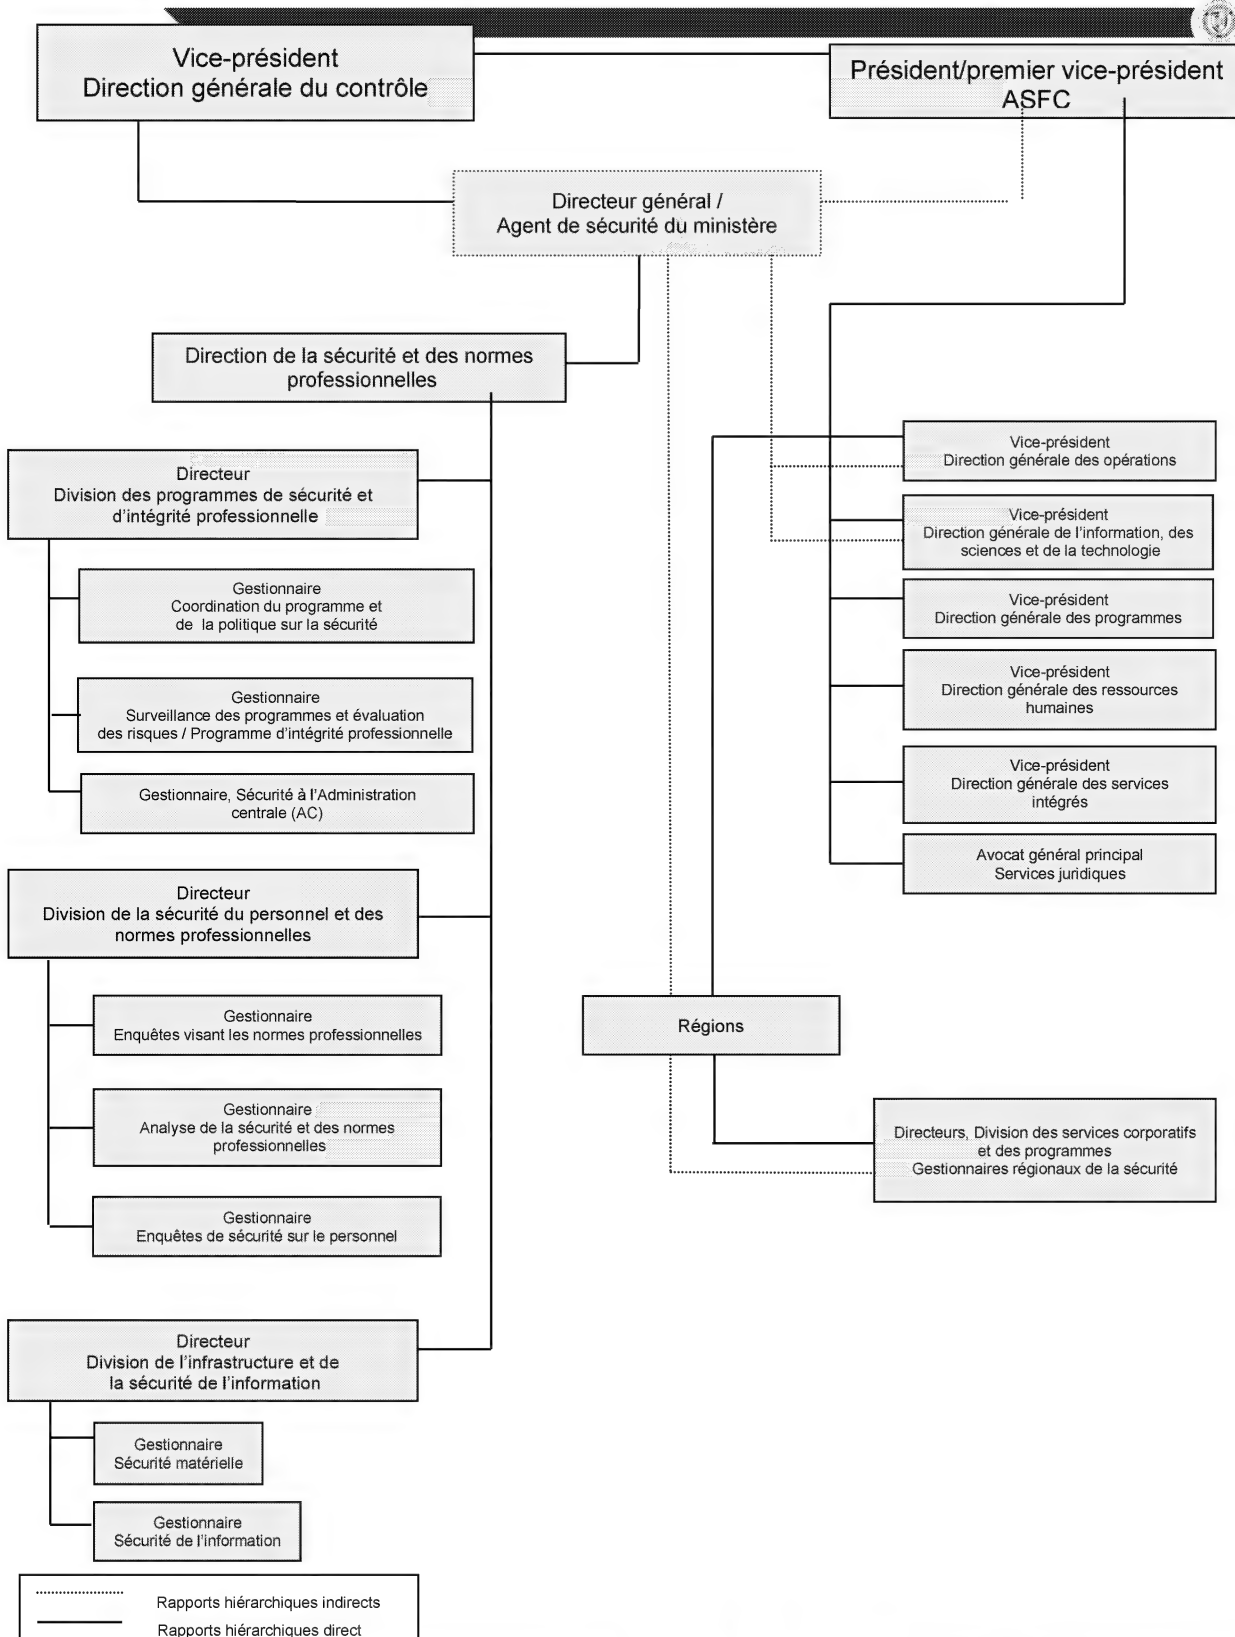 Vice-président
Direction générale du contrôle
Président/premier vice-président
ASFC
Directeur général /
Agent de sécurité du ministère
Direction de la sécurité et des normes
professionnelles
Directeur
Division des programmes de sécurité et
d'intégrité professionnelle
Gestionnaire
Coordination du programme et
de la politique sur la sécurité
Gestionnaire
Surveillance des programmes et évaluation
des risques / Programme d'intégrité professionnelle
Gestionnaire, Sécurité à l'Administration
centrale (AC)
Directeur
Division de la sécurité du personnel et des
normes professionnelles
Gestionnaire
Enquêtes visant les normes professionnelles
Gestionnaire
Analyse de la sécurité et des normes
professionnelles
Gestionnaire
Enquêtes de sécurité sur le personnel
Directeur
Division de l'infrastructure et de
la sécurité de l'information
Gestionnaire
Sécurité matérielle
Gestionnaire
Sécurité de l'information
Vice-président
Direction générale des opérations
Vice-président
Direction générale de l'information, des
sciences et de la technologie
Vice-président
Direction générale des programmes
Vice-président
Direction générale des ressources
humaines
Vice-président
Direction générale des services
intégrés
Avocat général principal
Services juridiques
Régions
Directeurs, Division des services corporatifs
et des programmes
Gestionnaires régionaux de la sécurité
Rapports hiérarchiques indirects
Rapports hiérarchiques direct